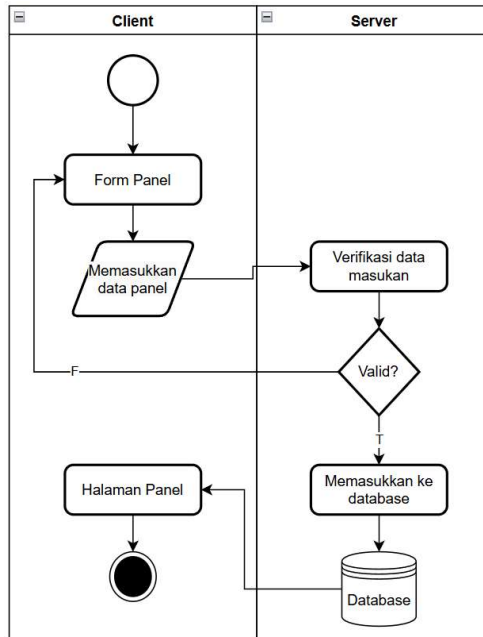 Client
Server
Form Panel
Memasukkan
data panel
Verifikasi data
masukan
Valid?
F
T
Halaman Panel
Memasukkan ke
database
Database